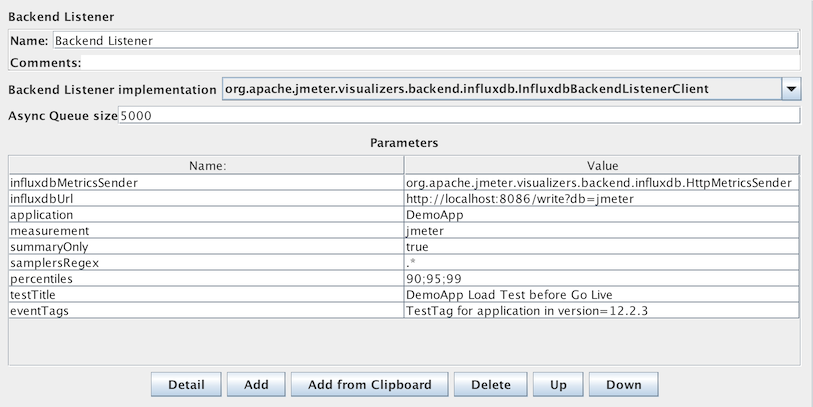 Backend Listener
Name: Backend Listener
Comments:
Backend Listener implementation org.apache.jmeter.visualizers.backend.influxdb.InfluxdbBackendListenerClient
Async Queue size 5000
Parameters
Name: Value
influxdbMetricsSender org.apache.jmeter.visualizers.backend.influxdb.HttpMetricsSender
influxdbUrl http://localhost:8086/write?db=jmeter
application DemoApp
measurement jmeter
summaryOnly true
samplersRegex .*
percentiles 90;95;99
testTitle DemoApp Load Test before Go Live
eventTags TestTag for application in version=12.2.3
Detail Add Add from Clipboard Delete Up Down